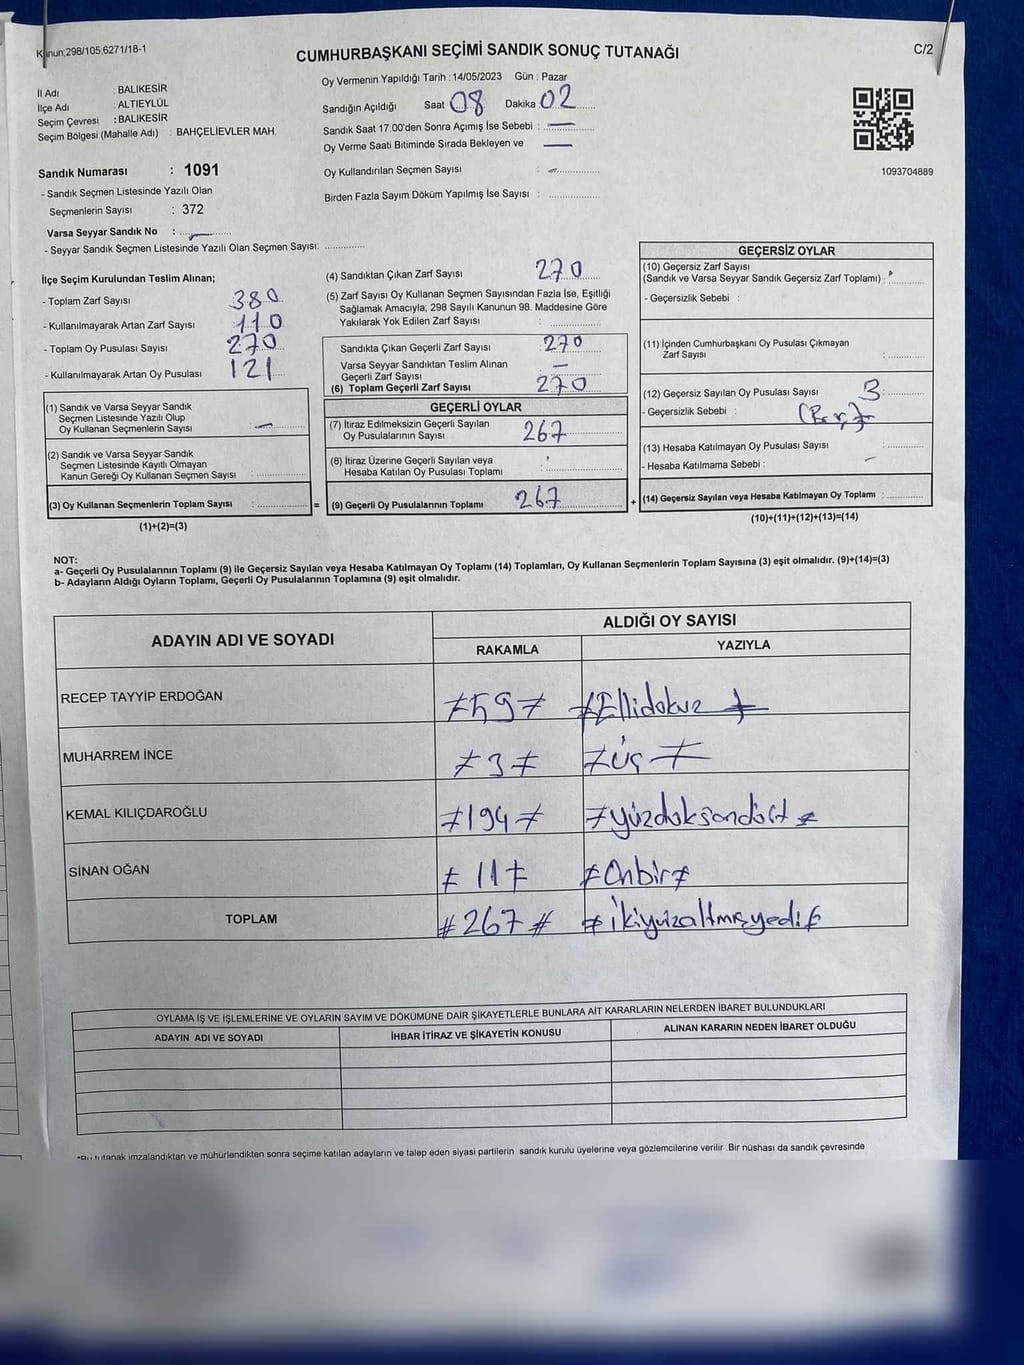 Kanun:298/105,6271/18-1
CUMHURBAŞKANI SEÇİMİ SANDIK SONUÇ TUTANAĞI
C/2
İl Adı : BALIKESİR
İlçe Adı : ALTIEYLÜL
Seçim Çevresi : BALIKESİR
Seçim Bölgesi (Mahalle Adı) : BAHÇELİEVLER MAH.
Oy Vermenin Yapıldığı Tarih : 14/05/2023 Gün : Pazar
Sandığın Açıldığı Saat 08 Dakika 02
Sandık Saat 17:00'den Sonra Açımış İse Sebebi : —
Oy Verme Saati Bitiminde Sırada Bekleyen ve —
Oy Kullandırılan Seçmen Sayısı :
Birden Fazla Sayım Döküm Yapılmış İse Sayısı :
1093704889
Sandık Numarası : 1091
- Sandık Seçmen Listesinde Yazılı Olan
Seçmenlerin Sayısı : 372
Varsa Seyyar Sandık No : —
- Seyyar Sandık Seçmen Listesinde Yazılı Olan Seçmen Sayısı:
İlçe Seçim Kurulundan Teslim Alınan;
- Toplam Zarf Sayısı 380
- Kullanılmayarak Artan Zarf Sayısı 110
- Toplam Oy Pusulası Sayısı 270
- Kullanılmayarak Artan Oy Pusulası 121
(1) Sandık ve Varsa Seyyar Sandık
Seçmen Listesinde Yazılı Olup
Oy Kullanan Seçmenlerin Sayısı : —
(2) Sandık ve Varsa Seyyar Sandık
Seçmen Listesinde Kayıtlı Olmayan
Kanun Gereği Oy Kullanan Seçmen Sayısı :
(3) Oy Kullanan Seçmenlerin Toplam Sayısı : =
(1)+(2)=(3)
(4) Sandıktan Çıkan Zarf Sayısı 270
(5) Zarf Sayısı Oy Kullanan Seçmen Sayısından Fazla İse, Eşitliği
Sağlamak Amacıyla; 298 Sayılı Kanunun 98. Maddesine Göre
Yakılarak Yok Edilen Zarf Sayısı :
Sandıkta Çıkan Geçerli Zarf Sayısı : 270
Varsa Seyyar Sandıktan Teslim Alınan
Geçerli Zarf Sayısı —
(6) Toplam Geçerli Zarf Sayısı 270
GEÇERLİ OYLAR
(7) İtiraz Edilmeksizin Geçerli Sayılan
Oy Pusulalarının Sayısı 267
(8) İtiraz Üzerine Geçerli Sayılan veya
Hesaba Katılan Oy Pusulası Toplamı :
(9) Geçerli Oy Pusulalarının Toplamı 267 +
GEÇERSİZ OYLAR
(10) Geçersiz Zarf Sayısı
(Sandık ve Varsa Seyyar Sandık Geçersiz Zarf Toplamı) :
- Geçersizlik Sebebi :
(11) İçinden Cumhurbaşkanı Oy Pusulası Çıkmayan
Zarf Sayısı :
(12) Geçersiz Sayılan Oy Pusulası Sayısı 3
- Geçersizlik Sebebi :
(13) Hesaba Katılmayan Oy Pusulası Sayısı :
- Hesaba Katılmama Sebebi :
(14) Geçersiz Sayılan veya Hesaba Katılmayan Oy Toplamı :
(10)+(11)+(12)+(13)=(14)
NOT:
a- Geçerli Oy Pusulalarının Toplamı (9) ile Geçersiz Sayılan veya Hesaba Katılmayan Oy Toplamı (14) Toplamları, Oy Kullanan Seçmenlerin Toplam Sayısına (3) eşit olmalıdır. (9)+(14)=(3)
b- Adayların Aldığı Oyların Toplamı, Geçerli Oy Pusulalarının Toplamına (9) eşit olmalıdır.
ADAYIN ADI VE SOYADI
ALDIĞI OY SAYISI
RAKAMLA YAZIYLA
RECEP TAYYİP ERDOĞAN ≠59≠ ≠Ellidokuz≠
MUHARREM İNCE ≠3≠ ≠üç≠
KEMAL KILIÇDAROĞLU ≠194≠ ≠yüzdoksandört≠
SİNAN OĞAN ≠11≠ ≠Onbir≠
TOPLAM #267# ≠ikiyüzaltmışyedi≠
OYLAMA İŞ VE İŞLEMLERİNE VE OYLARIN SAYIM VE DÖKÜMÜNE DAİR ŞİKAYETLERLE BUNLARA AİT KARARLARIN NELERDEN İBARET BULUNDUKLARI
ADAYIN ADI VE SOYADI İHBAR İTİRAZ VE ŞİKAYETİN KONUSU ALINAN KARARIN NEDEN İBARET OLDUĞU
*Bu tutanak imzalandıktan ve mühürlendikten sonra seçime katılan adayların ve talep eden siyasi partilerin sandık kurulu üyelerine veya gözlemcilerine verilir .Bir nüshası da sandık çevresinde